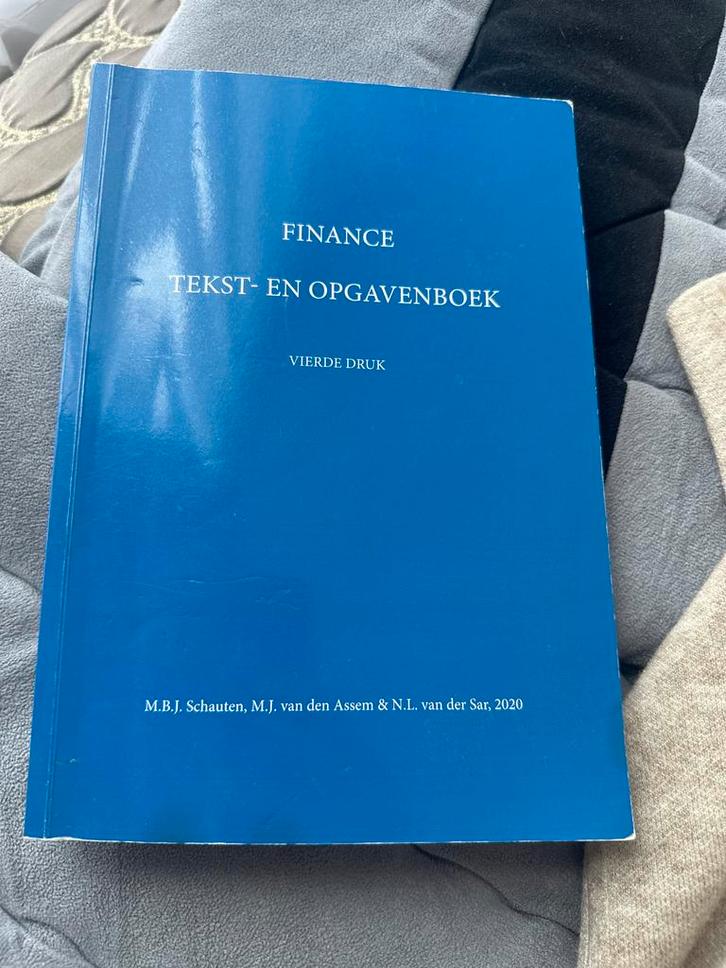 FINANCE
TEKST- EN OPGAVENBOEK
VIERDE DRUK
M.B.J. Schauten, M.J. van den Assem & N.L. van der Sar, 2020